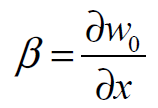 β = ∂w₀/∂x